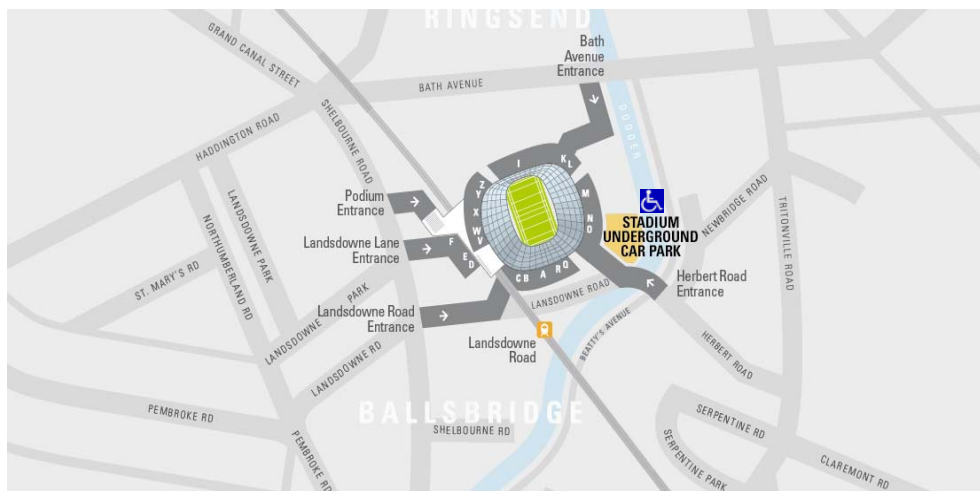 RINGSEND
GRAND CANAL STREET
Bath
Avenue
Entrance
BATH AVENUE
DODDER
SHELBOURNE ROAD
HADDINGTON ROAD
I
K
L
Z
Y
X
W
V
M
N
O
Podium
Entrance
STADIUM
UNDERGROUND
CAR PARK
NEWBRIDGE ROAD
TRITONVILLE ROAD
LANDSDOWNE PARK
NORTHUMBERLAND RD
ST. MARY'S RD
Landsdowne Lane
Entrance
F
E
D
C
B
A
R
Q
Herbert Road
Entrance
LANSDOWNE ROAD
Landsdowne Road
Entrance
LANDSDOWNE PARK
LANDSDOWNE RD
Landsdowne
Road
BEATTY'S AVENUE
HERBERT ROAD
BALLSBRIDGE
PEMBROKE RD
SHELBOURNE RD
PEMBROKE RD
SERPENTINE RD
SERPENTINE PARK
CLAREMONT RD